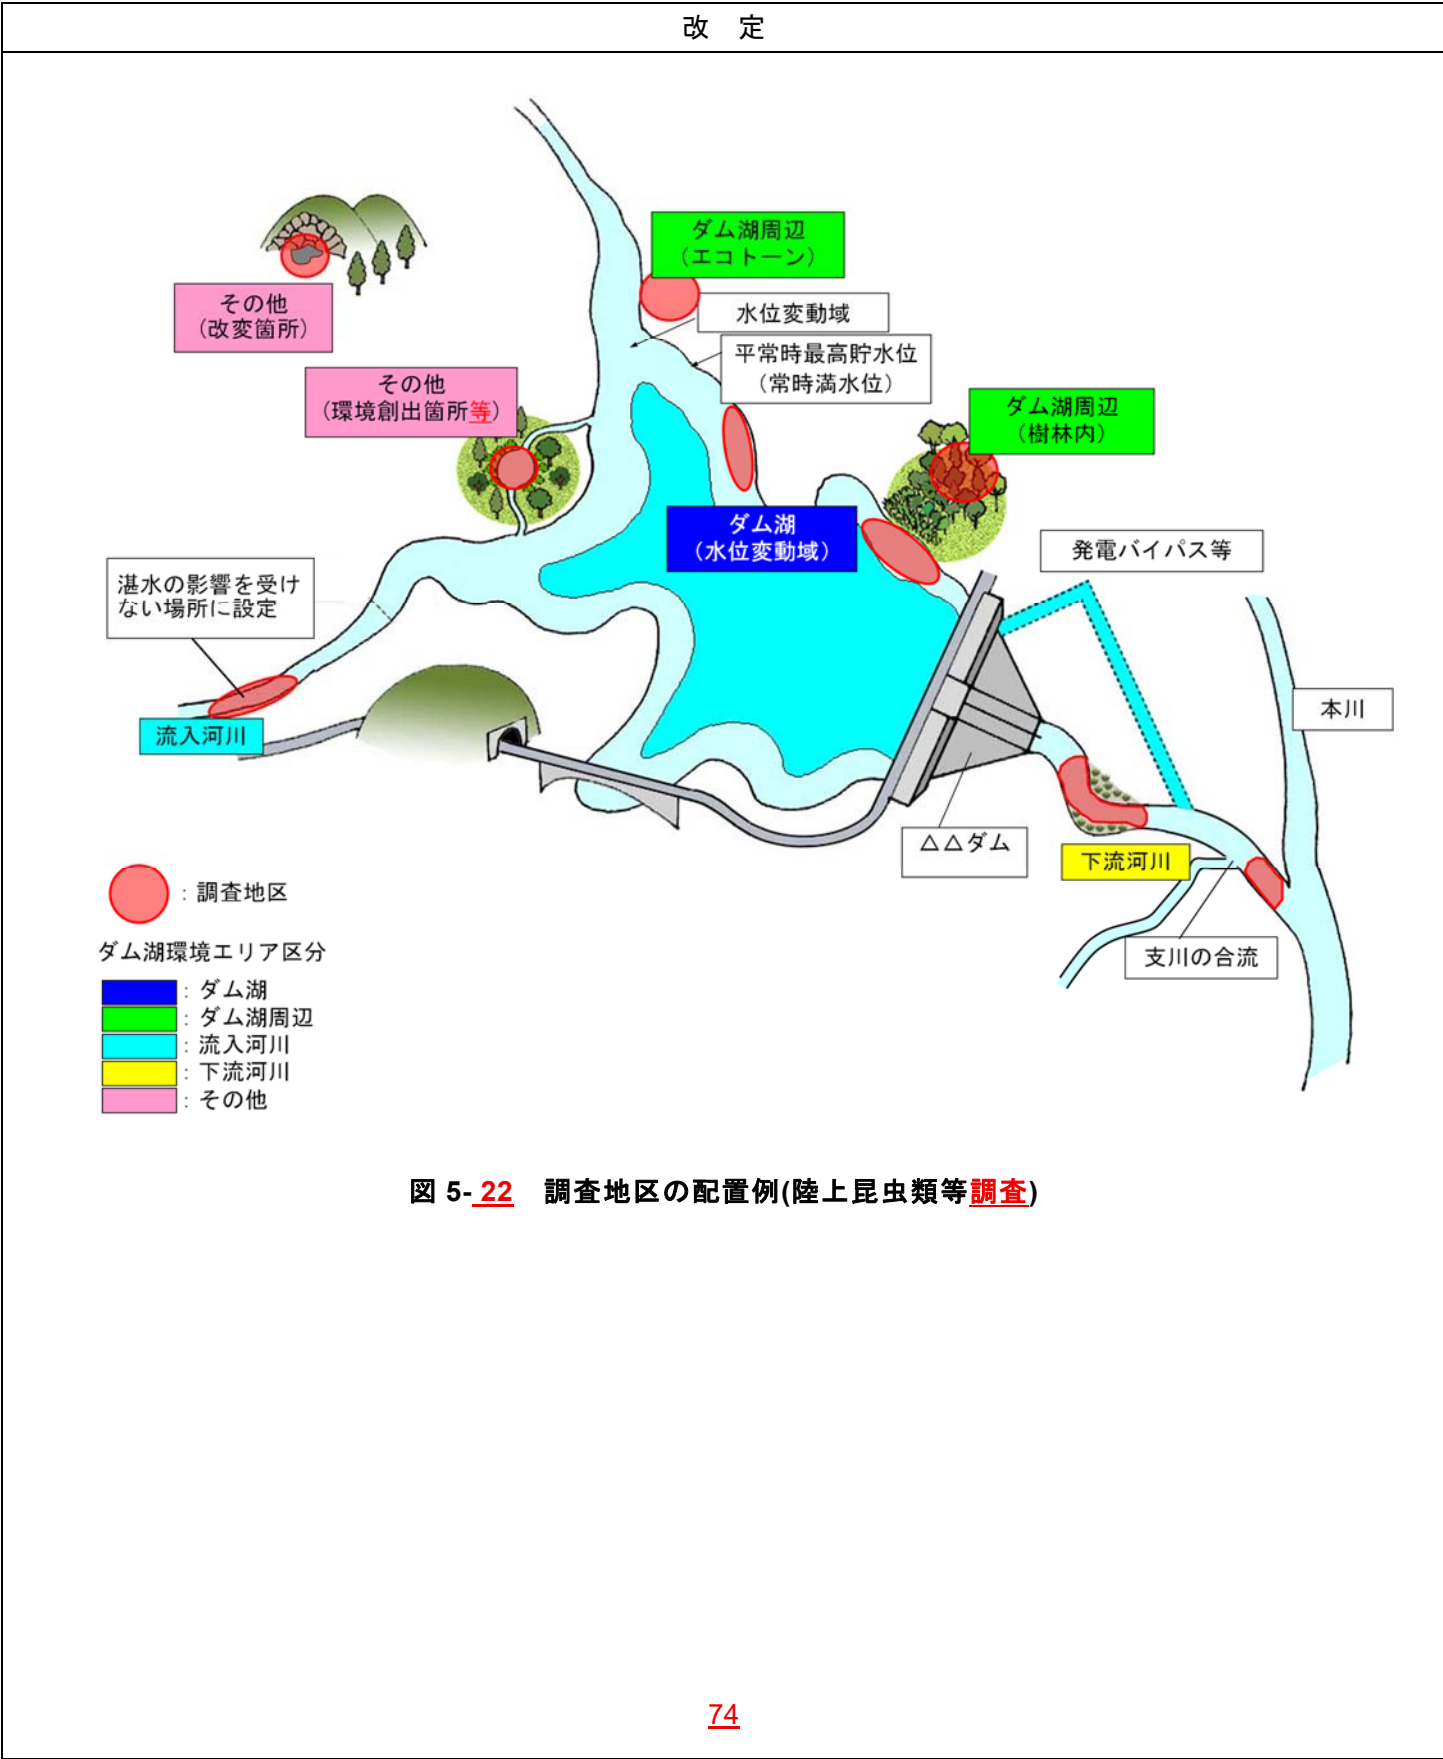 改　定
ダム湖周辺
（エコトーン）
その他
（改変箇所）
水位変動域
平常時最高貯水位
（常時満水位）
その他
（環境創出箇所等）
ダム湖周辺
（樹林内）
ダム湖
（水位変動域）
発電バイパス等
湛水の影響を受け
ない場所に設定
流入河川
本川
△△ダム
下流河川
支川の合流
：調査地区
ダム湖環境エリア区分
：ダム湖
：ダム湖周辺
：流入河川
：下流河川
：その他
図 5- 22　調査地区の配置例(陸上昆虫類等調査)
74